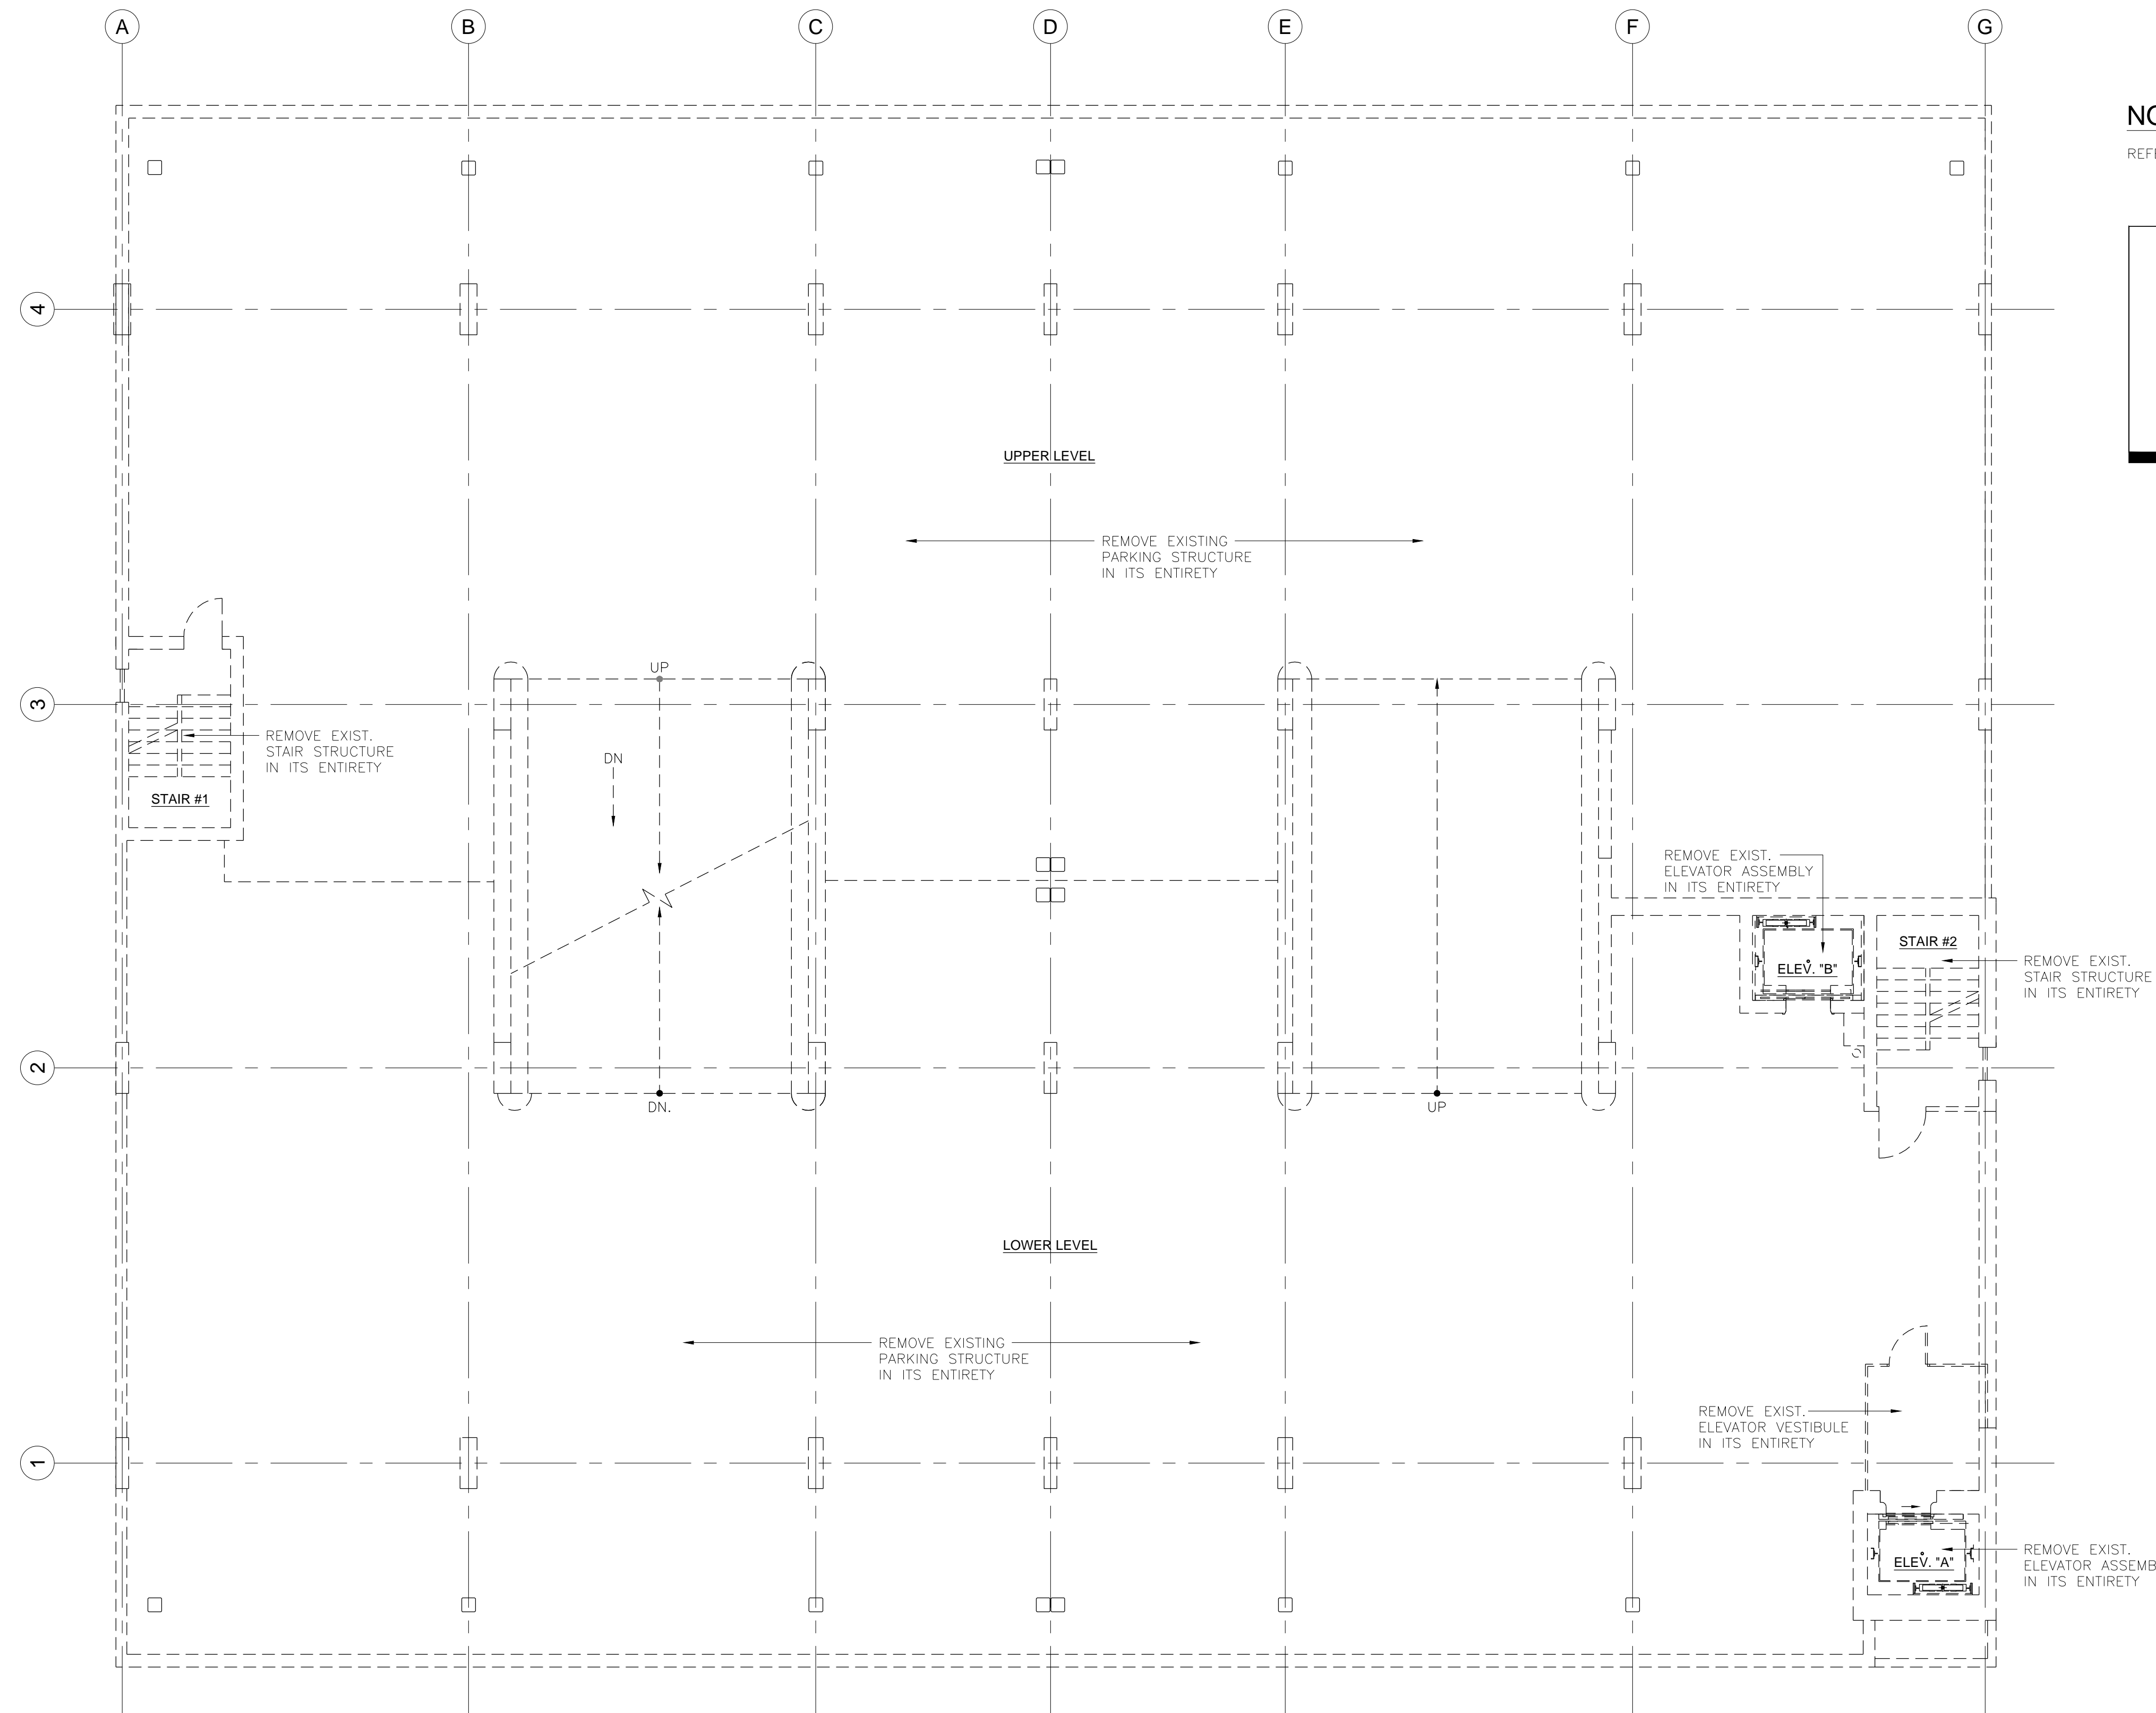 A
B
C
D
E
F
G
4
UPPER LEVEL
REMOVE EXISTING
PARKING STRUCTURE
IN ITS ENTIRETY
UP
3
REMOVE EXIST.
STAIR STRUCTURE
IN ITS ENTIRETY
DN
STAIR #1
REMOVE EXIST.
ELEVATOR ASSEMBLY
IN ITS ENTIRETY
STAIR #2
ELEV. "B"
REMOVE EXIST.
STAIR STRUCTURE
IN ITS ENTIRETY
2
DN.
UP
LOWER LEVEL
REMOVE EXISTING
PARKING STRUCTURE
IN ITS ENTIRETY
REMOVE EXIST.
ELEVATOR VESTIBULE
IN ITS ENTIRETY
1
ELEV. "A"
REMOVE EXIST.
ELEVATOR ASSEMB
IN ITS ENTIRETY